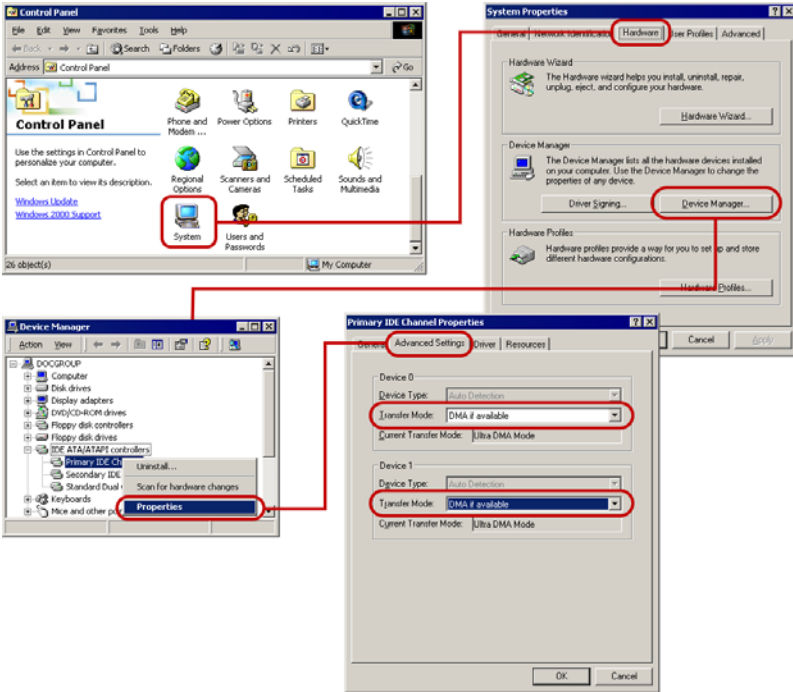 Control Panel
File Edit View Favorites Tools Help
Back Search Folders
Address Control Panel Go
Control Panel
Use the settings in Control Panel to
personalize your computer.
Select an item to view its description.
Windows Update
Windows 2000 Support
Phone and
Modem ...
Power Options
Printers
QuickTime
Regional
Options
Scanners and
Cameras
Scheduled
Tasks
Sounds and
Multimedia
System
Users and
Passwords
26 object(s) My Computer
System Properties
General Network Identification Hardware User Profiles Advanced
Hardware Wizard
The Hardware wizard helps you install, uninstall, repair,
unplug, eject, and configure your hardware.
Hardware Wizard...
Device Manager
The Device Manager lists all the hardware devices installed
on your computer. Use the Device Manager to change the
properties of any device.
Driver Signing... Device Manager...
Hardware Profiles
Hardware profiles provide a way for you to set up and store
different hardware configurations.
Hardware Profiles...
Cancel Apply
Device Manager
Action View
DOCGROUP
Computer
Disk drives
Display adapters
DVD/CD-ROM drives
Floppy disk controllers
Floppy disk drives
IDE ATA/ATAPI controllers
Primary IDE Ch
Secondary IDE
Standard Dual
Keyboards
Mice and other po
Uninstall...
Scan for hardware changes
Properties
Primary IDE Channel Properties
General Advanced Settings Driver Resources
Device 0
Device Type: Auto Detection
Transfer Mode: DMA if available
Current Transfer Mode: Ultra DMA Mode
Device 1
Device Type: Auto Detection
Transfer Mode: DMA if available
Current Transfer Mode: Ultra DMA Mode
OK Cancel